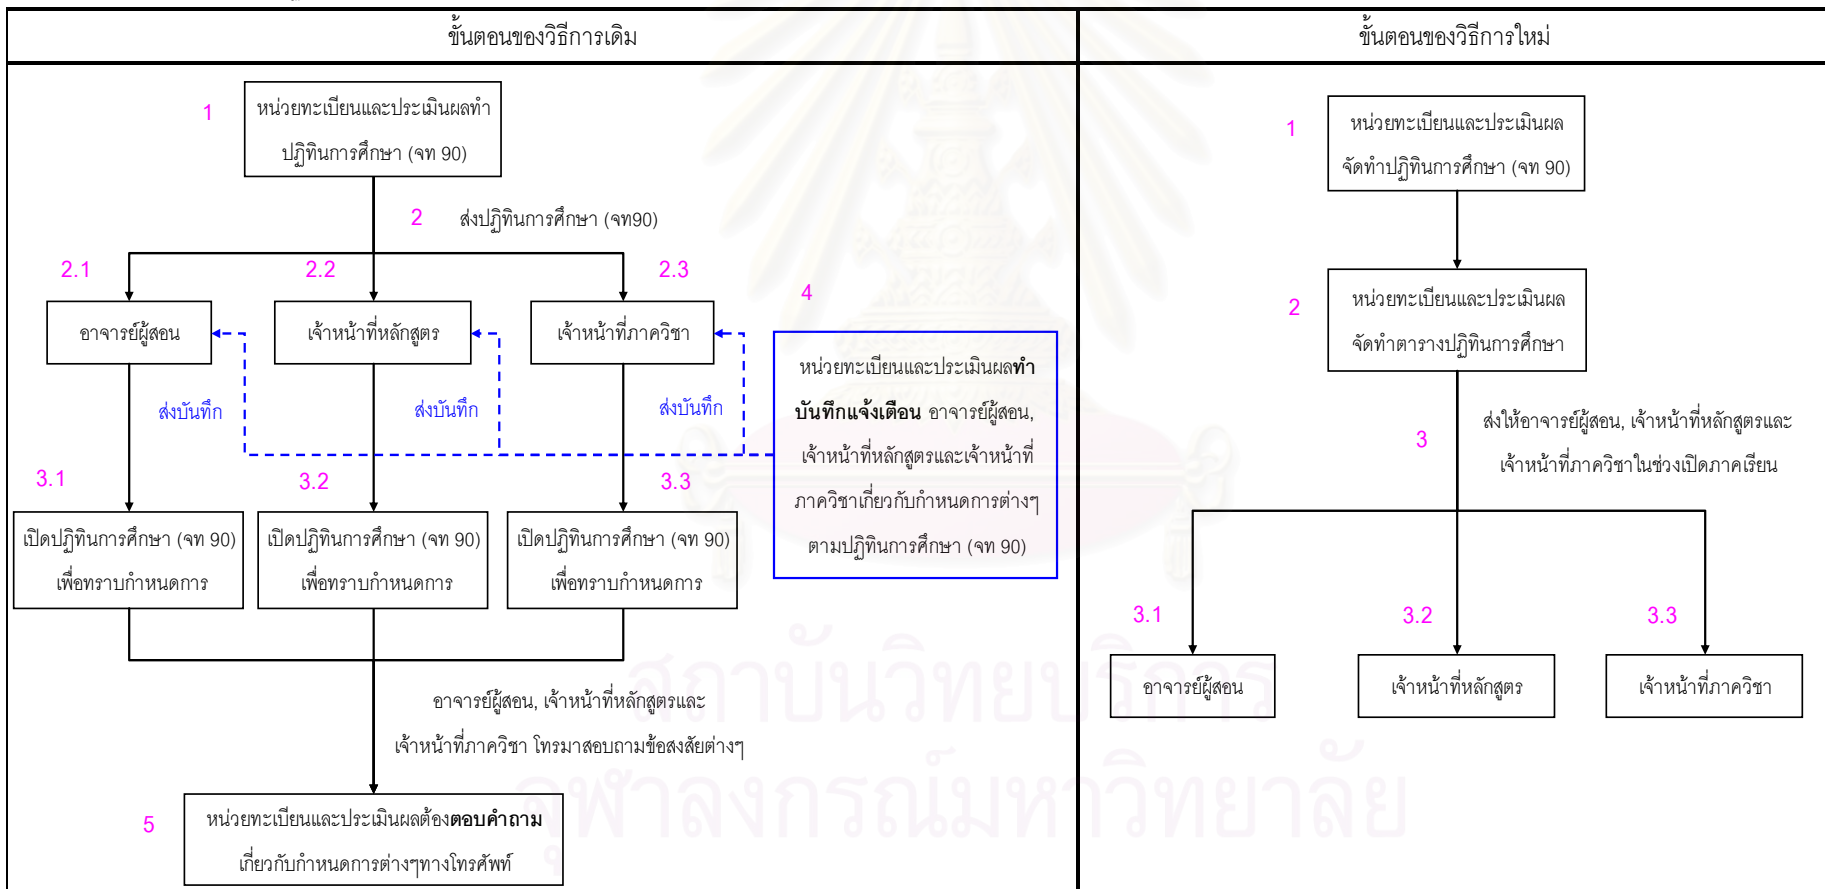 ขั้นตอนของวิธีการเดิม
ขั้นตอนของวิธีการใหม่
1
หน่วยทะเบียนและประเมินผลทำ
ปฏิทินการศึกษา (จท 90)
2
ส่งปฏิทินการศึกษา (จท90)
2.1
2.2
2.3
อาจารย์ผู้สอน
เจ้าหน้าที่หลักสูตร
เจ้าหน้าที่ภาควิชา
ส่งบันทึก
ส่งบันทึก
ส่งบันทึก
4
หน่วยทะเบียนและประเมินผลทำ
บันทึกแจ้งเตือน อาจารย์ผู้สอน,
เจ้าหน้าที่หลักสูตรและเจ้าหน้าที่
ภาควิชาเกี่ยวกับกำหนดการต่างๆ
ตามปฏิทินการศึกษา (จท 90)
3.1
3.2
3.3
เปิดปฏิทินการศึกษา (จท 90)
เพื่อทราบกำหนดการ
เปิดปฏิทินการศึกษา (จท 90)
เพื่อทราบกำหนดการ
เปิดปฏิทินการศึกษา (จท 90)
เพื่อทราบกำหนดการ
อาจารย์ผู้สอน, เจ้าหน้าที่หลักสูตรและ
เจ้าหน้าที่ภาควิชา โทรมาสอบถามข้อสงสัยต่างๆ
5
หน่วยทะเบียนและประเมินผลต้องตอบคำถาม
เกี่ยวกับกำหนดการต่างๆทางโทรศัพท์
1
หน่วยทะเบียนและประเมินผล
จัดทำปฏิทินการศึกษา (จท 90)
2
หน่วยทะเบียนและประเมินผล
จัดทำตารางปฏิทินการศึกษา
3
ส่งให้อาจารย์ผู้สอน, เจ้าหน้าที่หลักสูตรและ
เจ้าหน้าที่ภาควิชาในช่วงเปิดภาคเรียน
3.1
3.2
3.3
อาจารย์ผู้สอน
เจ้าหน้าที่หลักสูตร
เจ้าหน้าที่ภาควิชา
สถาบันวิทยบริการ
จุฬาลงกรณ์มหาวิทยาลัย